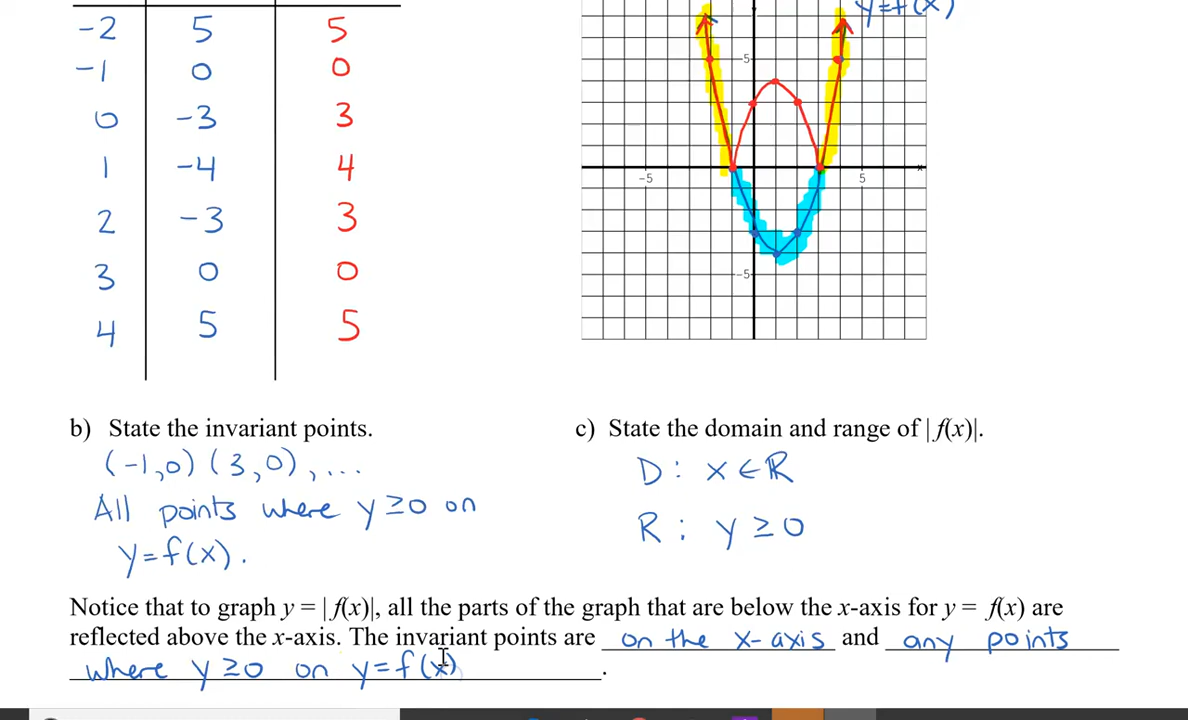 y=f(x)
-2 5 5
-1 0 0
0 -3 3
1 -4 4
2 -3 3
3 0 0
4 5 5
5
-5 5 x
-5
b) State the invariant points.
(-1,0) (3,0), ...
All points where y ≥ 0 on
y=f(x).
c) State the domain and range of | f(x)|.
D: x ∈ ℝ
R: y ≥ 0
Notice that to graph y = | f(x)|, all the parts of the graph that are below the x-axis for y = f(x) are
reflected above the x-axis. The invariant points are on the x-axis and any points
where y ≥ 0 on y=f(x) .